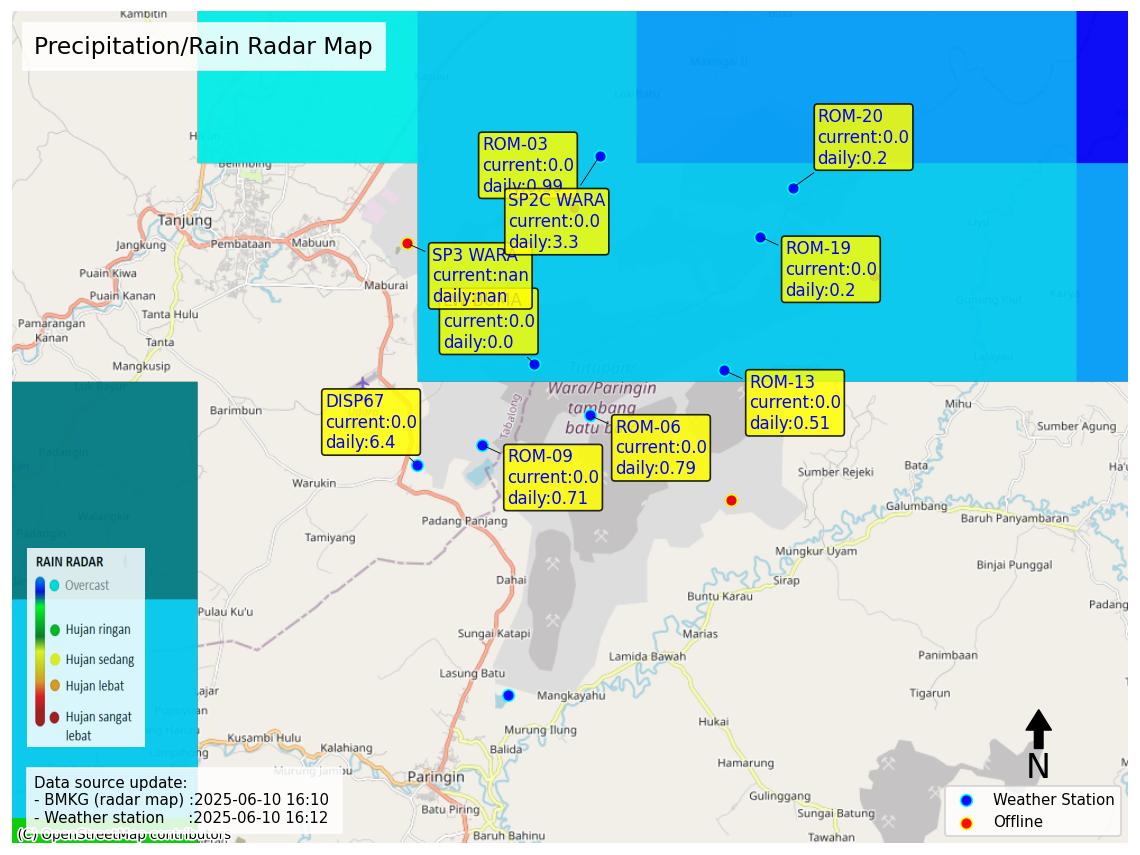 Kambitin
Precipitation/Rain Radar Map
Belimbing
Tanjung
Jangkung
Pembataan
Mabuun
Puain Kiwa
Maburai
Puain Kanan
Tanta Hulu
Pamarangan
Kanan
Tanta
Mangkusip
Barimbun
Warukin
Tamiyang
Padang Panjang
Dahai
Pulau Ku'u
Sungai Katapi
Lasung Batu
Mangkayahu
Murung Ilung
Balida
Kusambi Hulu
Kalahiang
Paringin
Batu Piring
Baruh Bahinu
Tabalong
Tutupan
Wara/Paringin
tambang
batu b
ROM-03
current:0.0
daily:0.99
SP2C WARA
current:0.0
daily:3.3
SP3 WARA
current:nan
daily:nan
current:0.0
daily:0.0
ROM-20
current:0.0
daily:0.2
ROM-19
current:0.0
daily:0.2
ROM-13
current:0.0
daily:0.51
DISP67
current:0.0
daily:6.4
ROM-06
current:0.0
daily:0.79
ROM-09
current:0.0
daily:0.71
Mihu
Sumber Agung
Sumber Rejeki
Bata
Galumbang
Baruh Panyambaran
Mungkur Uyam
Binjai Punggal
Sirap
Buntu Karau
Padang
Marias
Lamida Bawah
Panimbaan
Tigarun
Hukai
Hamarung
Gulinggang
Sungai Batung
Tawahan
RAIN RADAR
Overcast
Hujan ringan
Hujan sedang
Hujan lebat
Hujan sangat
lebat
Data source update:
- BMKG (radar map) :2025-06-10 16:10
- Weather station :2025-06-10 16:12
(C) OpenStreetMap contributors
N
Weather Station
Offline